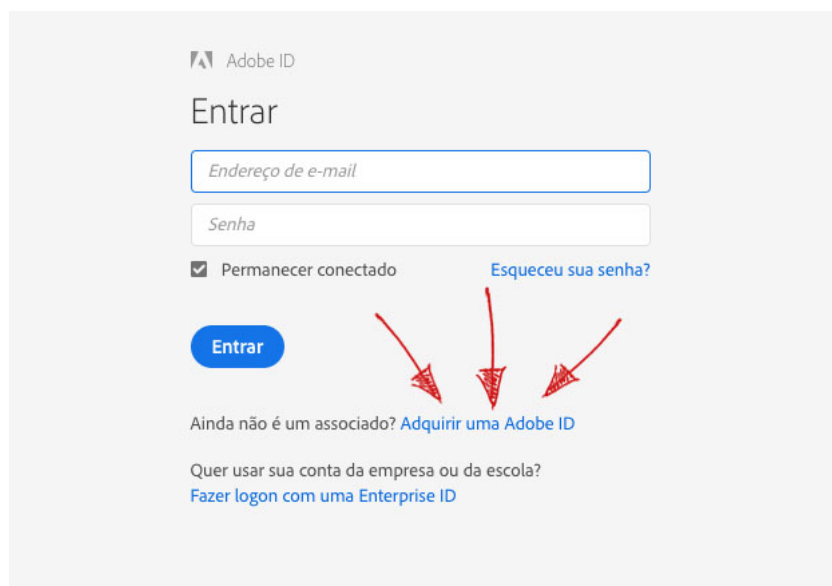 Adobe ID
Entrar
Endereço de e-mail
Senha
Permanecer conectado Esqueceu sua senha?
Entrar
Ainda não é um associado? Adquirir uma Adobe ID
Quer usar sua conta da empresa ou da escola?
Fazer logon com uma Enterprise ID